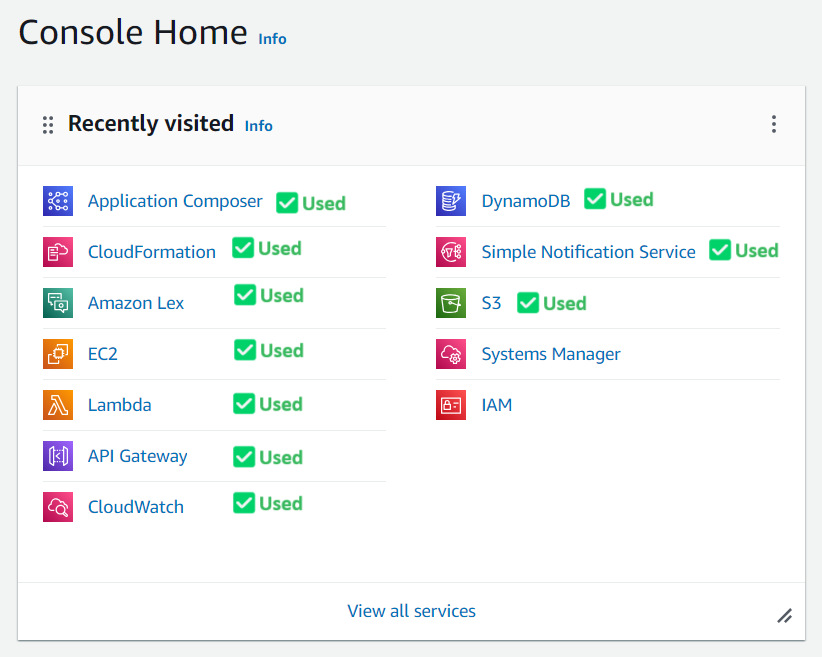 Console Home Info
Recently visited Info
Application Composer ✅ Used
CloudFormation ✅ Used
Amazon Lex ✅ Used
EC2 ✅ Used
Lambda ✅ Used
API Gateway ✅ Used
CloudWatch ✅ Used
DynamoDB ✅ Used
Simple Notification Service ✅ Used
S3 ✅ Used
Systems Manager
IAM
View all services